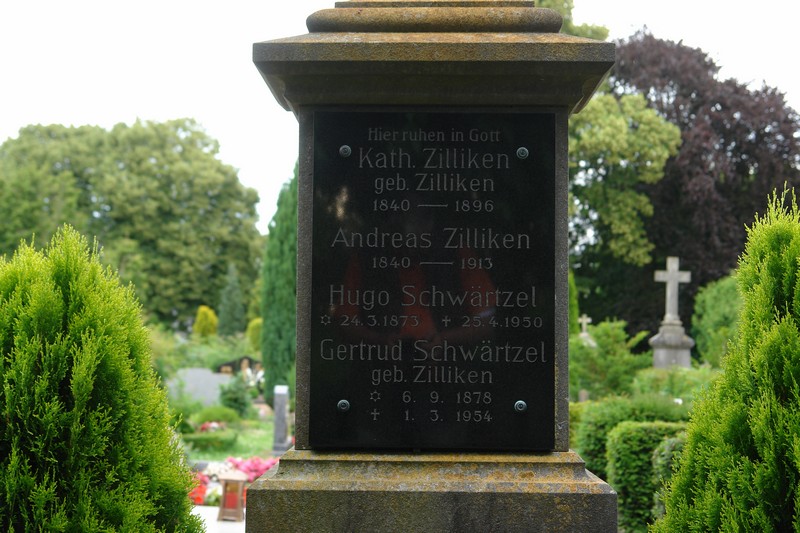 Hier ruhen in Gott
Kath. Zilliken
geb. Zilliken
1840 — 1896
Andreas Zilliken
1840 — 1913
Hugo Schwärtzel
✡ 24.3.1873 ✝ 25.4.1950
Gertrud Schwärtzel
geb. Zilliken
✡ 6. 9. 1878
✝ 1. 3. 1954